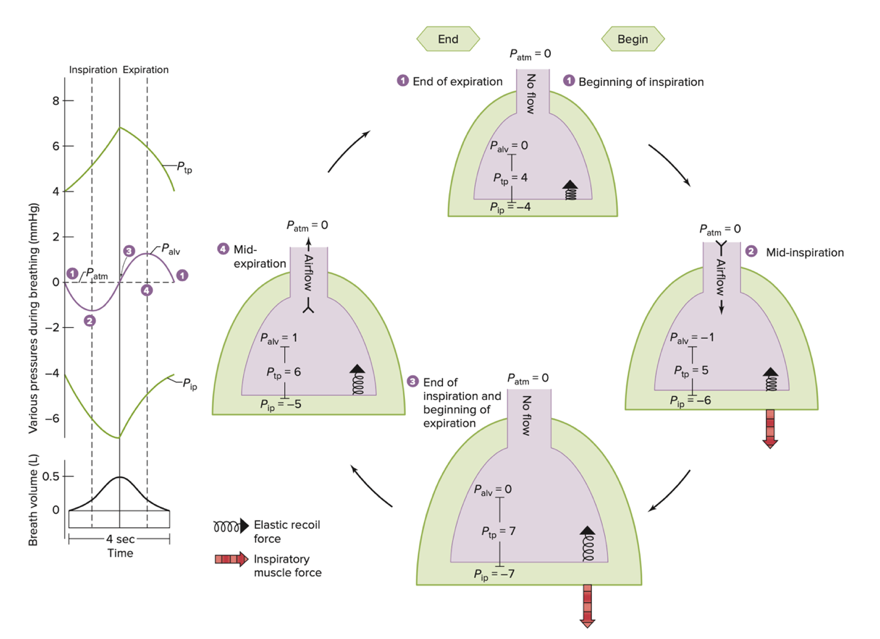 End
Begin
Patm = 0
1 End of expiration
No flow
1 Beginning of inspiration
Palv = 0
Ptp = 4
Pip = –4
Inspiration
Expiration
Various pressures during breathing (mmHg)
8
6
4
2
0
–2
–4
–6
Ptp
3
Palv
1
Patm
1
4
2
Pip
Breath volume (L)
0.5
0
4 sec
Time
Patm = 0
4 Mid-
expiration
Airflow
Palv = 1
Ptp = 6
Pip = –5
Patm = 0
2 Mid-inspiration
Airflow
Palv = –1
Ptp = 5
Pip = –6
3 End of
inspiration and
beginning of
expiration
Patm = 0
No flow
Palv = 0
Ptp = 7
Pip = –7
Elastic recoil
force
Inspiratory
muscle force